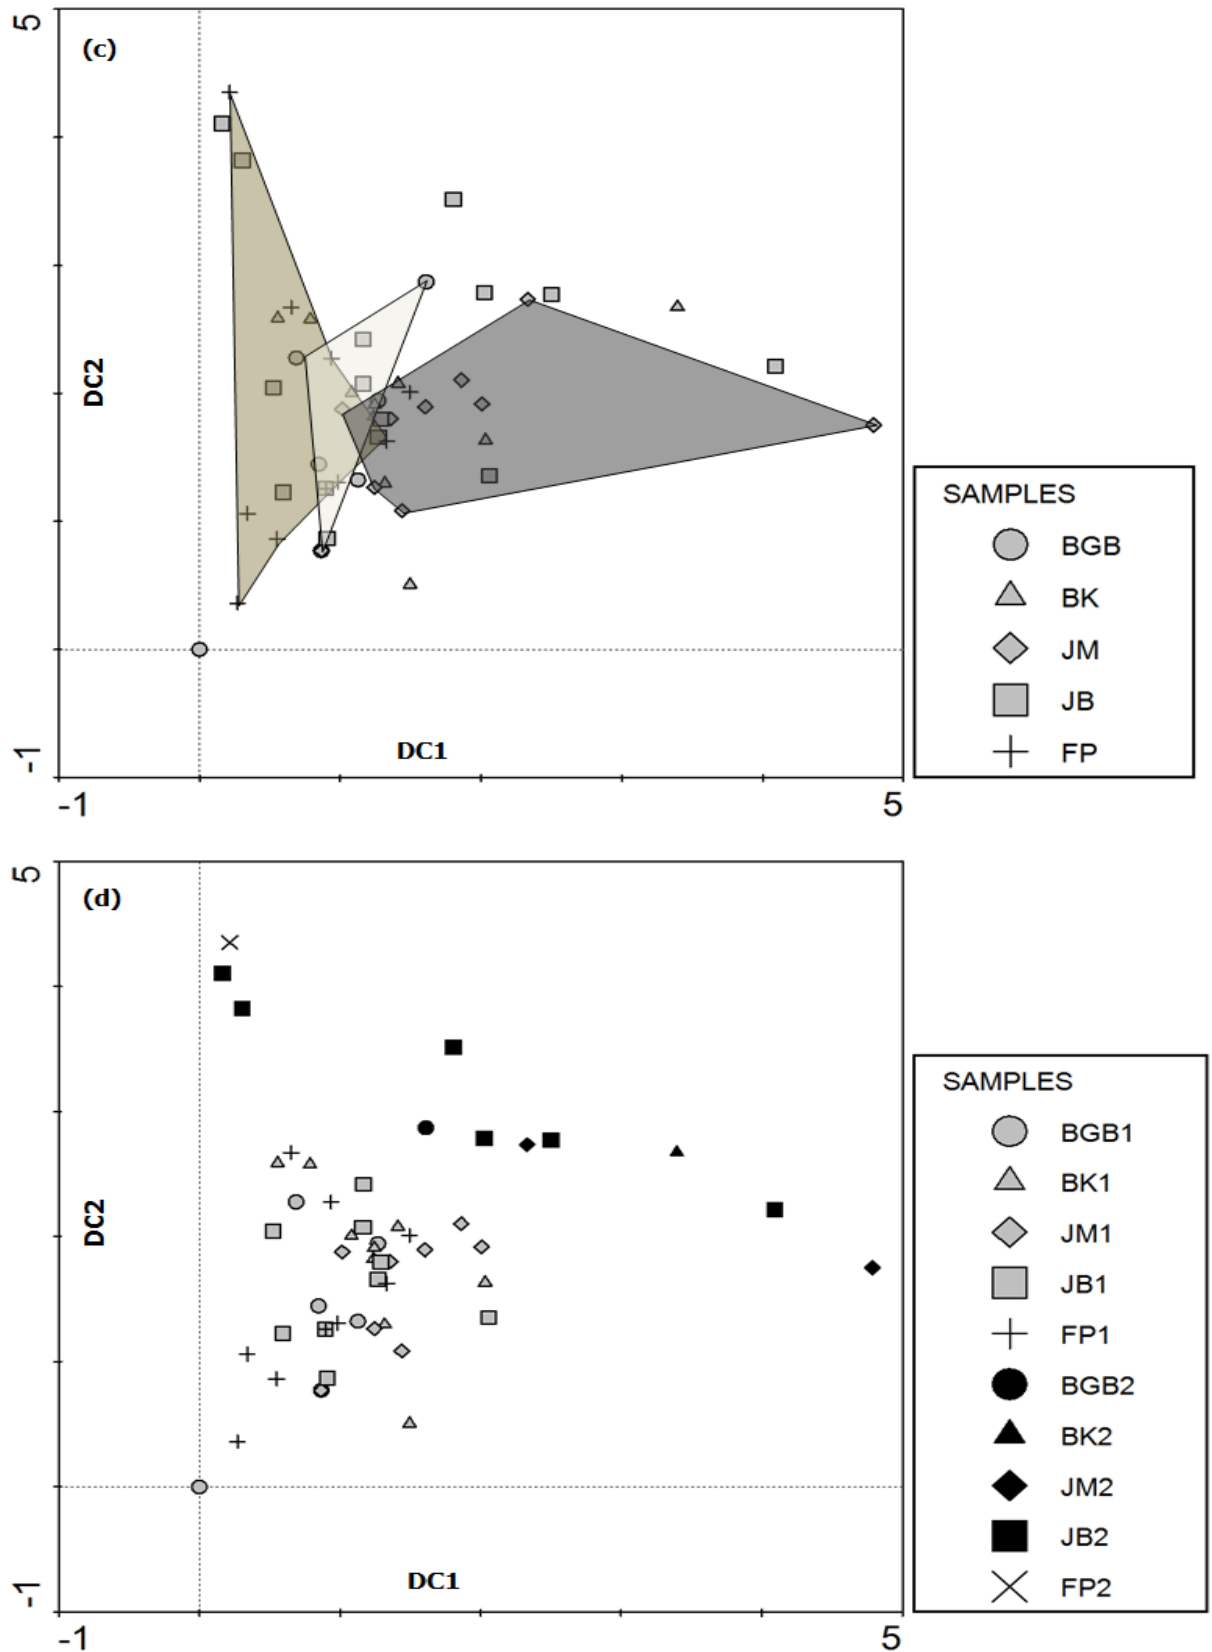 5
(c)
DC2
DC1
-1
-1
5
SAMPLES
BGB
BK
JM
JB
FP
5
(d)
DC2
DC1
-1
-1
5
SAMPLES
BGB1
BK1
JM1
JB1
FP1
BGB2
BK2
JM2
JB2
FP2